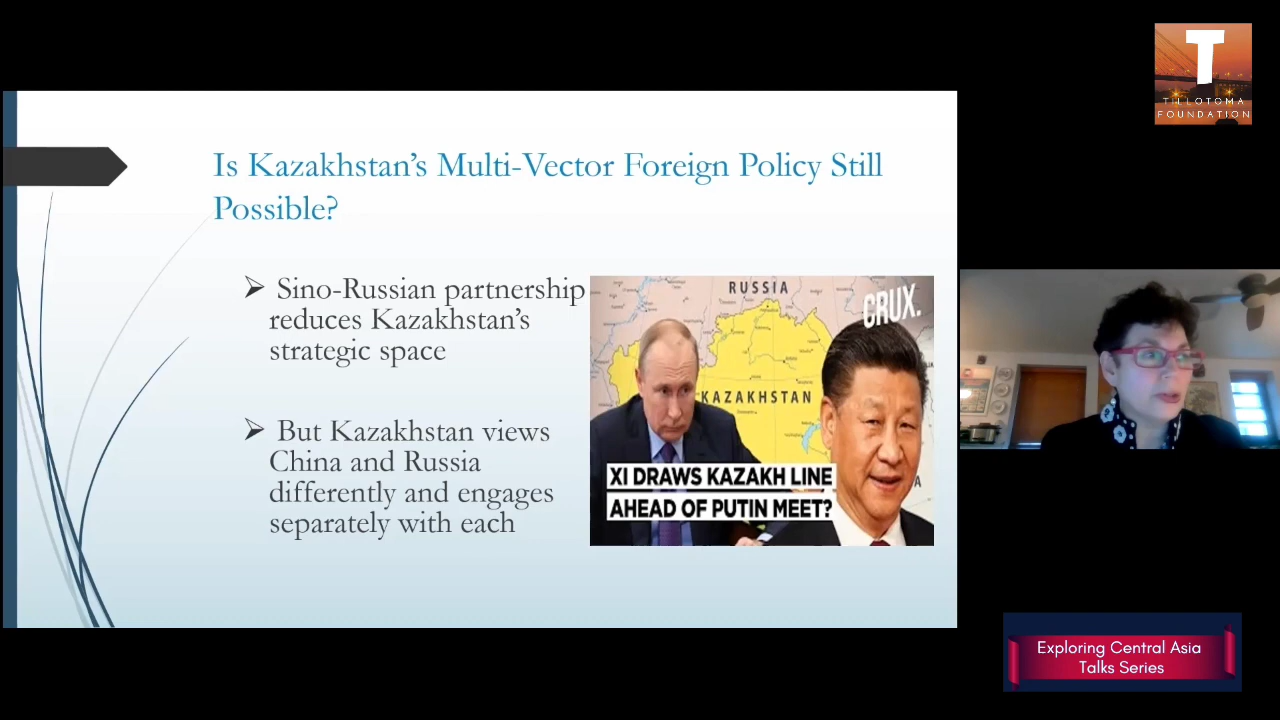 Is Kazakhstan’s Multi-Vector Foreign Policy Still
Possible?
➢ Sino-Russian partnership
reduces Kazakhstan’s
strategic space
➢ But Kazakhstan views
China and Russia
differently and engages
separately with each
RUSSIA
CRUX.
KAZAKHSTAN
XI DRAWS KAZAKH LINE
AHEAD OF PUTIN MEET?
T
TILLOTOMA
FOUNDATION
Exploring Central Asia
Talks Series